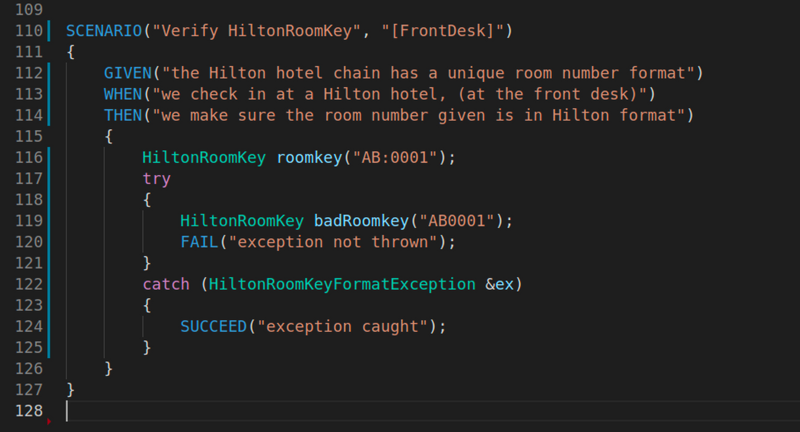 109
110 SCENARIO("Verify HiltonRoomKey", "[FrontDesk]")
111 {
112     GIVEN("the Hilton hotel chain has a unique room number format")
113     WHEN("we check in at a Hilton hotel, (at the front desk)")
114     THEN("we make sure the room number given is in Hilton format")
115     {
116         HiltonRoomKey roomkey("AB:0001");
117         try
118         {
119             HiltonRoomKey badRoomkey("AB0001");
120             FAIL("exception not thrown");
121         }
122         catch (HiltonRoomKeyFormatException &ex)
123         {
124             SUCCEED("exception caught");
125         }
126     }
127 }
128